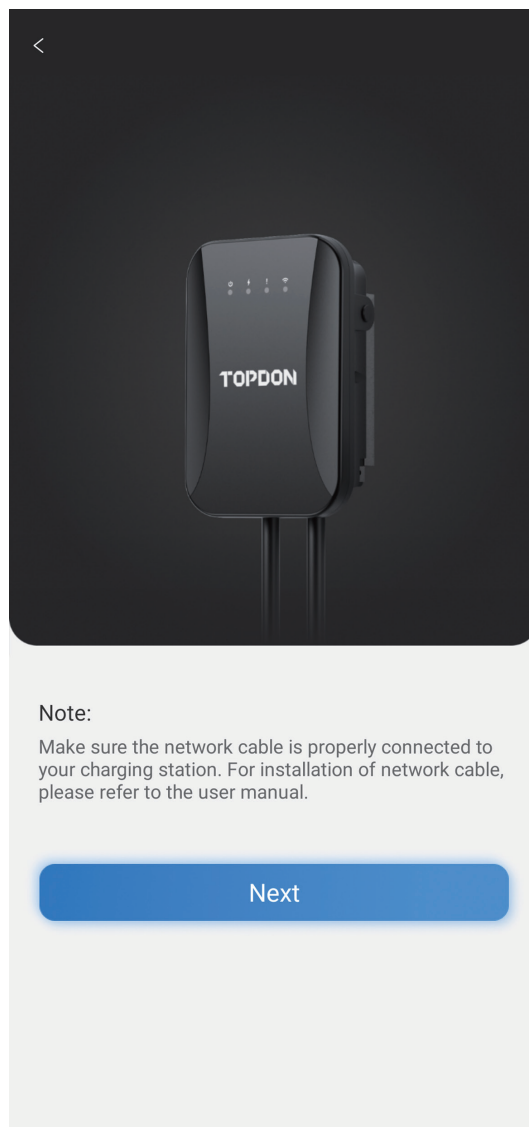 TOPDON
Note:
Make sure the network cable is properly connected to
your charging station. For installation of network cable,
please refer to the user manual.
Next